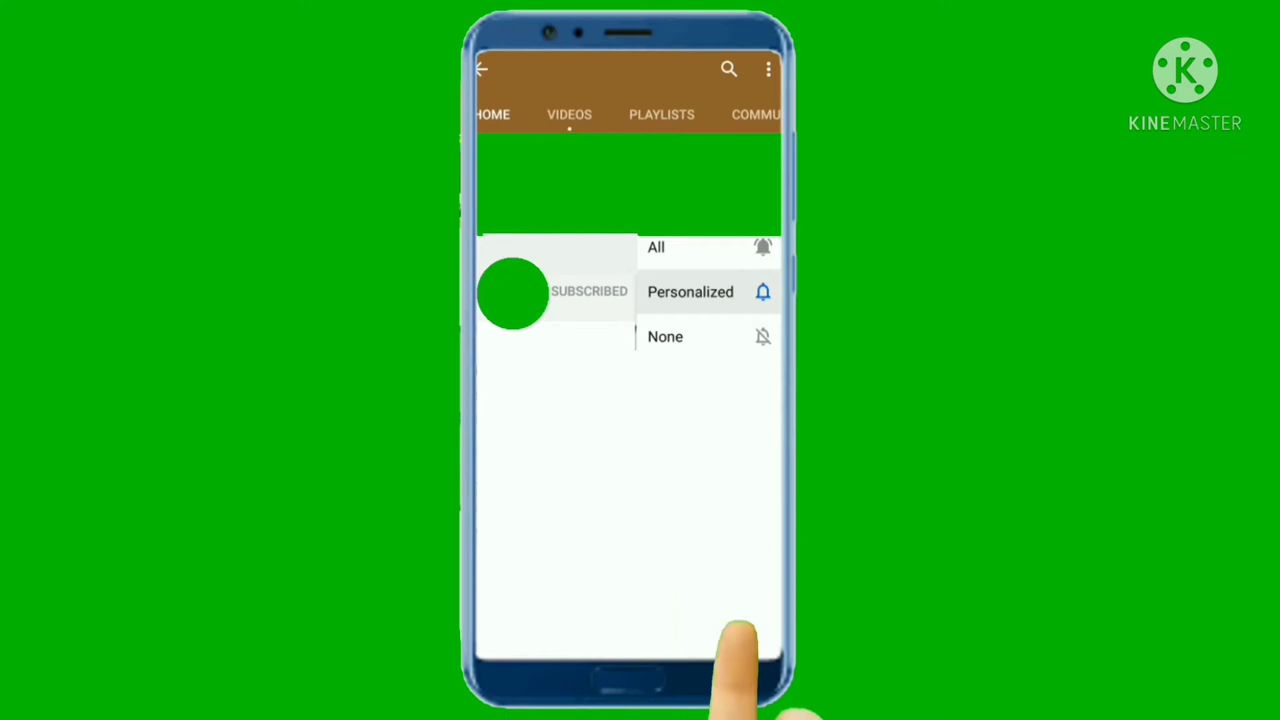 K
KINEMASTER
HOME VIDEOS PLAYLISTS COMMU
All
SUBSCRIBED Personalized
None